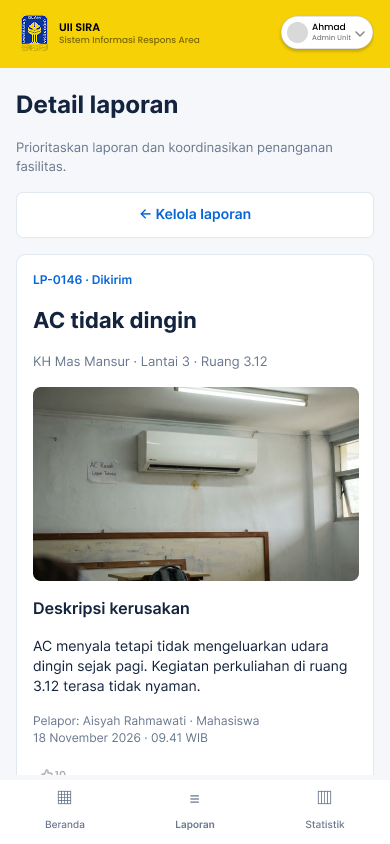 UII SIRA
Sistem Informasi Respons Area
Ahmad
Admin Unit
Detail laporan
Prioritaskan laporan dan koordinasikan penanganan
fasilitas.
← Kelola laporan
LP-0146 · Dikirim
AC tidak dingin
KH Mas Mansur · Lantai 3 · Ruang 3.12
AC Rusak
Deskripsi kerusakan
AC menyala tetapi tidak mengeluarkan udara
dingin sejak pagi. Kegiatan perkuliahan di ruang
3.12 terasa tidak nyaman.
Pelapor: Aisyah Rahmawati · Mahasiswa
18 November 2026 · 09.41 WIB
Beranda
Laporan
Statistik